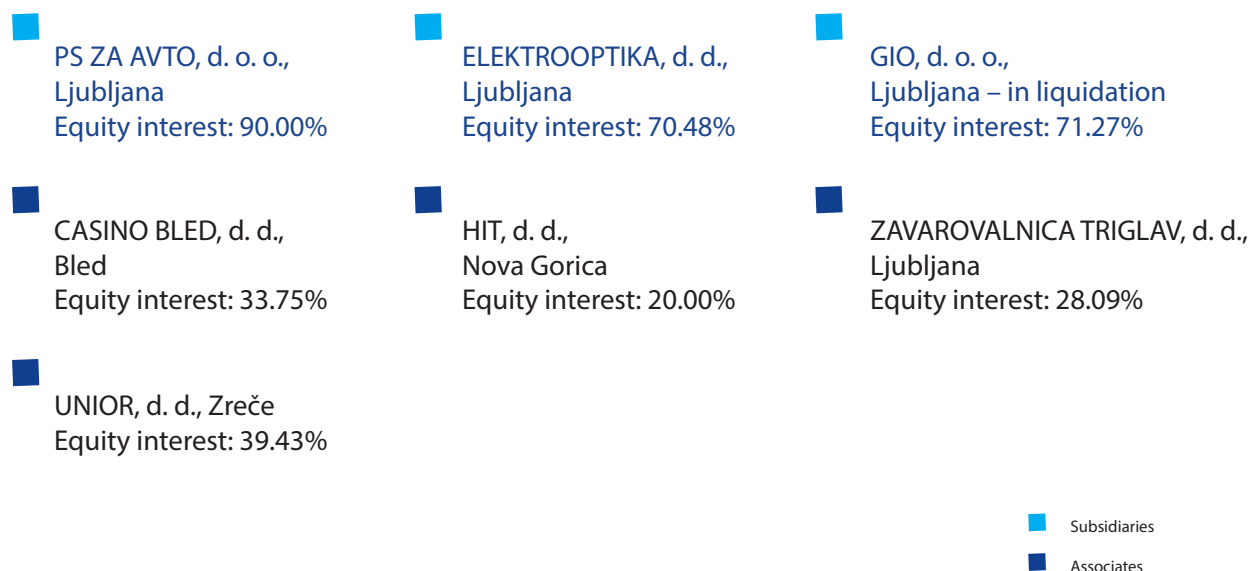 PS ZA AVTO, d. o. o.,
Ljubljana
Equity interest: 90.00%
ELEKTROOPTIKA, d. d.,
Ljubljana
Equity interest: 70.48%
GIO, d. o. o.,
Ljubljana – in liquidation
Equity interest: 71.27%
CASINO BLED, d. d.,
Bled
Equity interest: 33.75%
HIT, d. d.,
Nova Gorica
Equity interest: 20.00%
ZAVAROVALNICA TRIGLAV, d. d.,
Ljubljana
Equity interest: 28.09%
UNIOR, d. d., Zreče
Equity interest: 39.43%
Subsidiaries
Associates